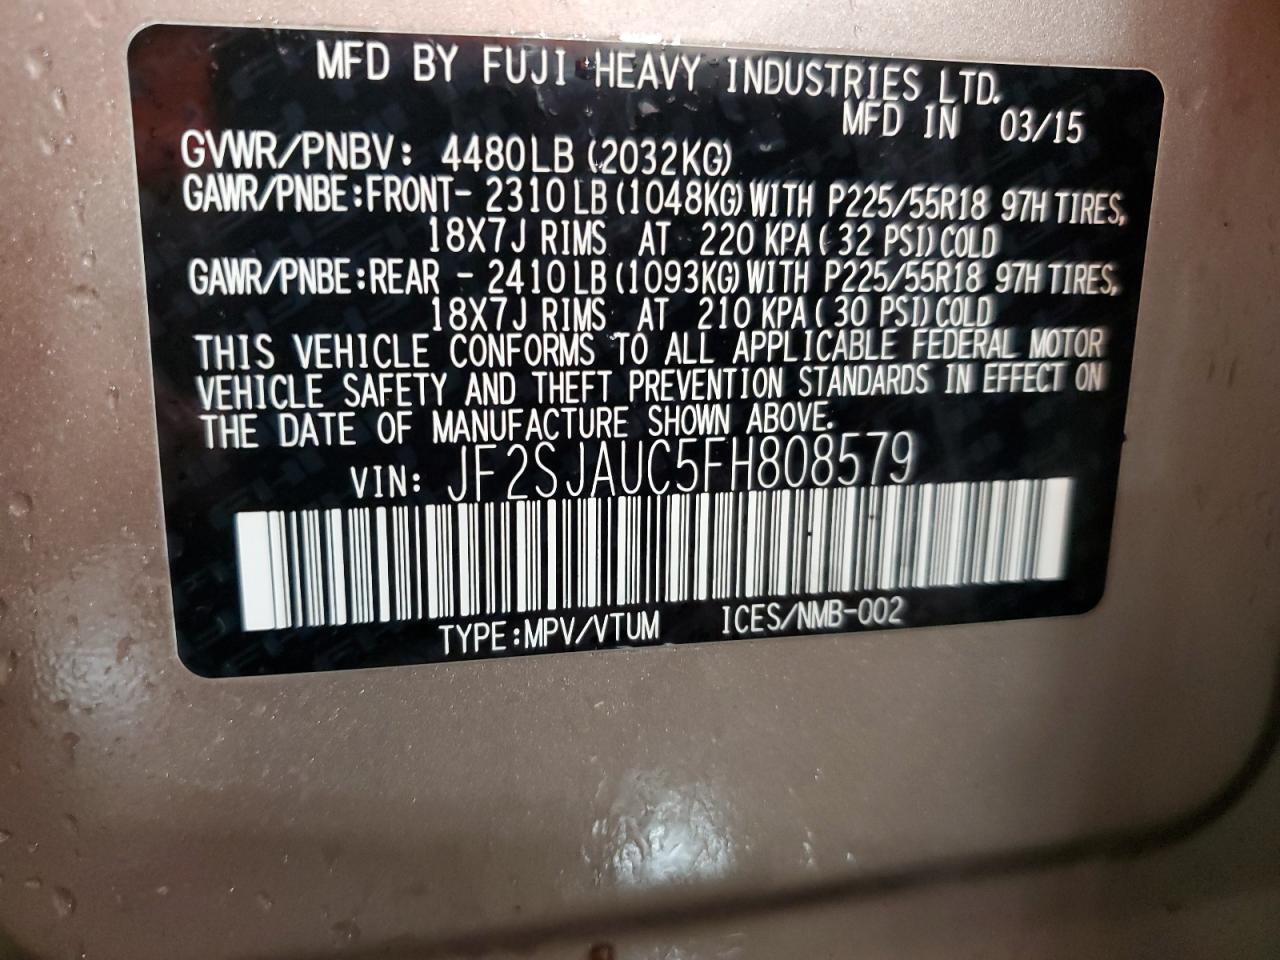 MFD BY FUJI HEAVY INDUSTRIES LTD.
MFD IN 03/15
GVWR/PNBV: 4480LB (2032KG)
GAWR/PNBE:FRONT- 2310LB (1048KG) WITH P225/55R18 97H TIRES,
18X7J RIMS AT 220 KPA ( 32 PSI) COLD
GAWR/PNBE:REAR - 2410LB (1093KG) WITH P225/55R18 97H TIRES,
18X7J RIMS AT 210 KPA ( 30 PSI) COLD
THIS VEHICLE CONFORMS TO ALL APPLICABLE FEDERAL MOTOR
VEHICLE SAFETY AND THEFT PREVENTION STANDARDS IN EFFECT ON
THE DATE OF MANUFACTURE SHOWN ABOVE.
VIN: JF2SJAUC5FH808579
TYPE:MPV/VTUM ICES/NMB-002